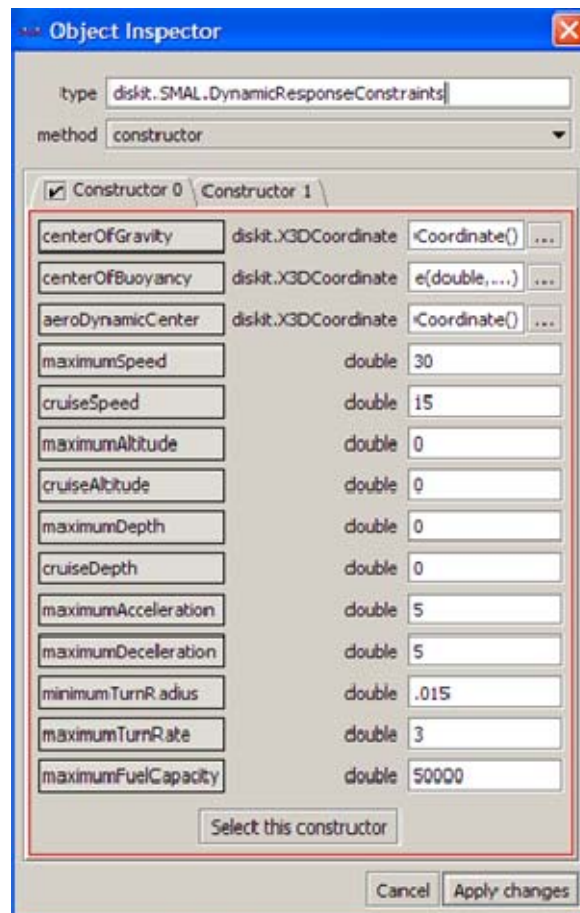 Object Inspector
type diskit.SMAL.DynamicResponseConstraints
method constructor
Constructor 0 Constructor 1
centerOfGravity diskit.X3DCoordinate Coordinate() ...
centerOfBuoyancy diskit.X3DCoordinate e(double,...) ...
aeroDynamicCenter diskit.X3DCoordinate Coordinate() ...
maximumSpeed double 30
cruiseSpeed double 15
maximumAltitude double 0
cruiseAltitude double 0
maximumDepth double 0
cruiseDepth double 0
maximumAcceleration double 5
maximumDeceleration double 5
minimumTurnRadius double .015
maximumTurnRate double 3
maximumFuelCapacity double 50000
Select this constructor
Cancel Apply changes